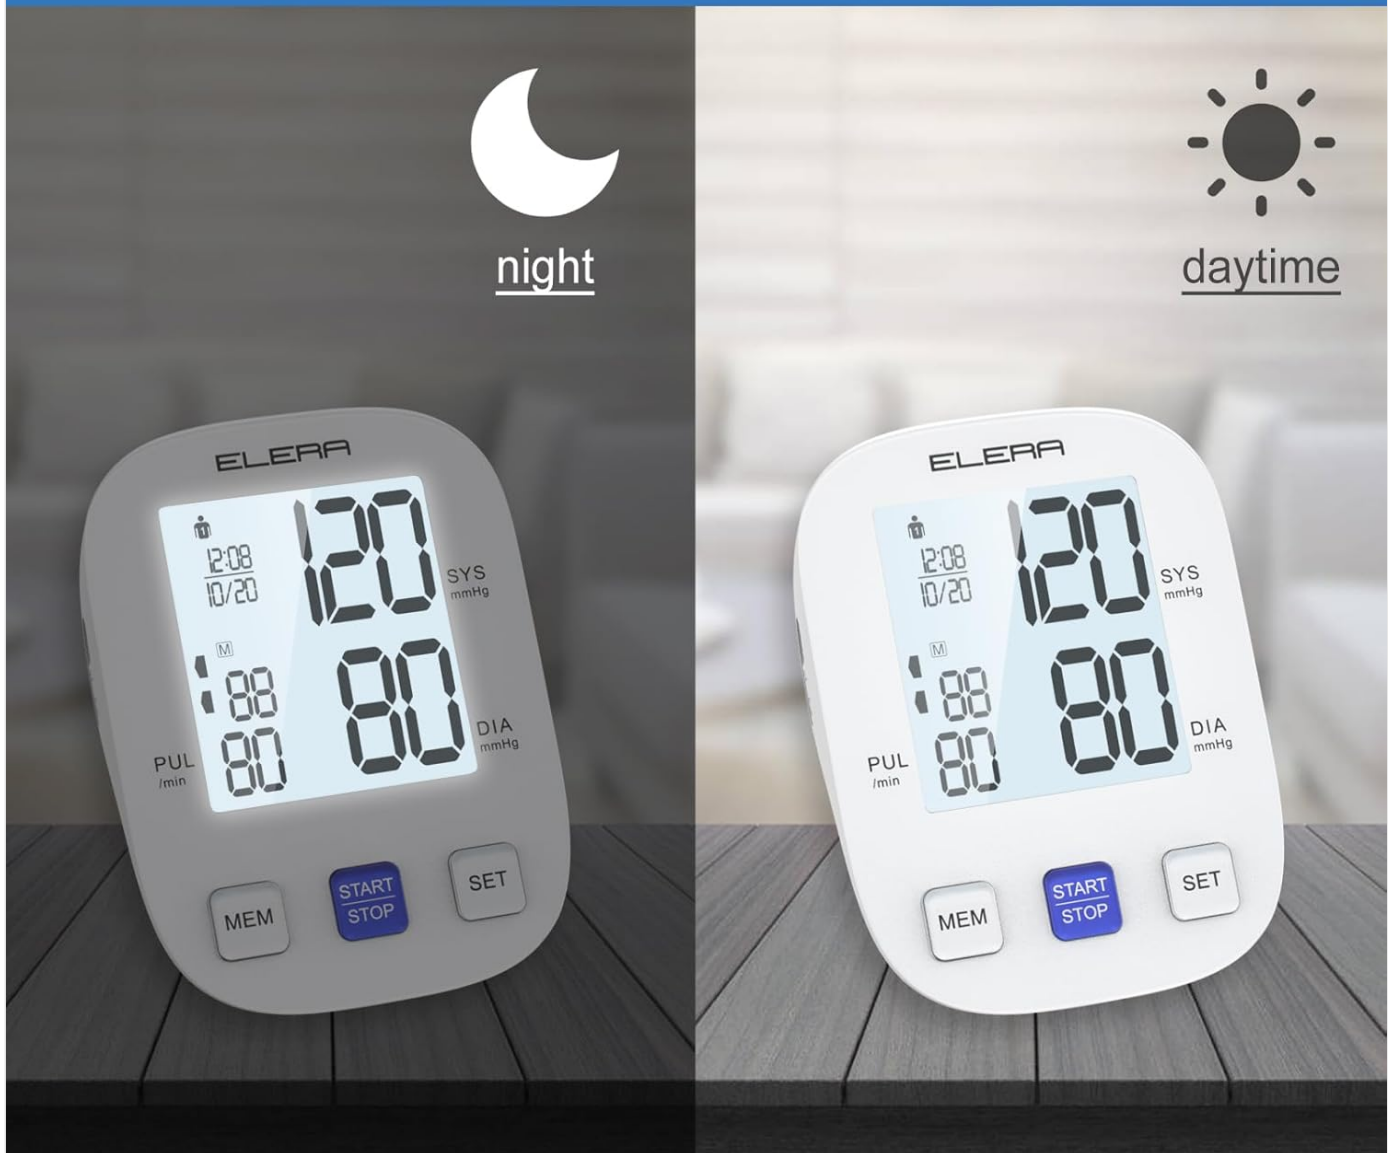 night
ELERA
12:08
10/20
120
SYS
mmHg
M
88
80
DIA
mmHg
PUL
/min
80
MEM
START
STOP
SET
daytime
ELERA
12:08
10/20
120
SYS
mmHg
M
88
80
DIA
mmHg
PUL
/min
80
MEM
START
STOP
SET